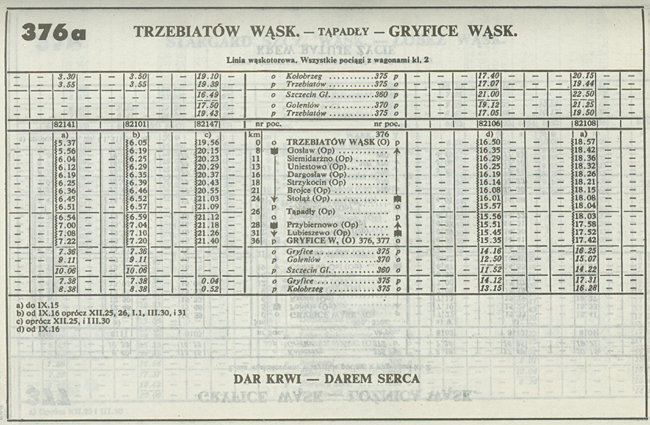 376a
TRZEBIATÓW WĄSK. — TĄPADŁY — GRYFICE WĄSK.
Linia wąskotorowa, Wszystkie pociągi z wagonami kl. 2
— — 3.30 — — 3.50 — — 19.10 — o Kołobrzeg 375 p — — 17.40 — — — 20.15 — —
— — 3.55 — — 3.55 — — 19.39 — p Trzebiatów 375 o — — 17.07 — — — 19.44 — —
— — — — — — — — 16.49 — o Szczecin Gł. 360 p — — 21.00 — — — 22.50 — —
— — — — — — — — 17.50 — o Goleniów 370 p — — 19.12 — — — 21.25 — —
— — — — — — — — 19.43 — p Trzebiatów 375 o — — 17.05 — — — 19.50 — —
82141 82101 82147 nr poc. nr poc. 82106 82108
a) b) c) km 376 d) a)
5.37 6.05 19.56 0 o TRZEBIATÓW WĄSK (O) p 16.50 18.57
5.56 6.19 20.15 8 Gosław (Op) 16.35 18.42
6.04 6.25 20.23 11 Siemidarżno (Op) 16.29 18.36
6.12 6.29 20.29 13 Uniestowo (Op) 16.25 18.32
6.19 6.35 20.37 16 Dargosław (Op) 16.19 18.26
6.25 6.39 20.43 18 Strzykocin (Op) 16.14 18.21
6.36 6.46 20.55 21 Brojce (Op) 16.08 18.15
6.45 6.52 21.03 24 Stołąż (Op) 16.01 18.08
6.51 6.57 21.09 p o 15.57 18.04
26 Tąpadły (Op)
6.54 6.59 21.12 o p 15.56 18.03
7.00 7.04 21.18 28 Przybiernowo (Op) 15.51 17.58
7.08 7.10 21.26 31 Lubieszewo (Op) 15.45 17.52
7.22 7.20 21.40 36 p GRYFICE W, (O) 376, 377 o 15.35 17.42
7.36 7.36 — o Gryfice 375 p 14.16 16.25
9.11 9.11 — p Goleniów 370 o 12.50 15.07
10.06 10.06 — p Szczecin Gł. 360 o 11.52 14.22
7.38 7.38 0.04 o Gryfice 375 p 14.12 17.31
8.38 8.38 0.52 p Kołobrzeg 375 o 13.15 16.28
a) do IX.15
b) od IX.16 oprócz XII.25, 26, I.1, III.30, i 31
c) oprócz XII.25, i III.30
d) od IX.16
DAR KRWI — DAREM SERCA